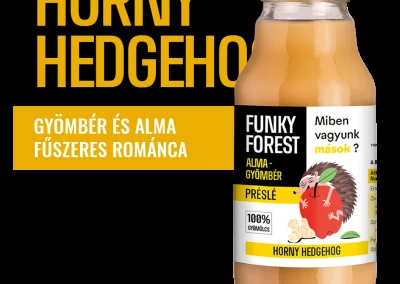 HORNY
HEDGEHOG
GYÖMBÉR ÉS ALMA
FŰSZERES ROMÁNCA
FUNKY
FOREST
ALMA-
GYÖMBÉR
PRÉSLÉ
100%
GYÜMÖLCS
HORNY HEDGEHOG
Miben
vagyunk
mások?